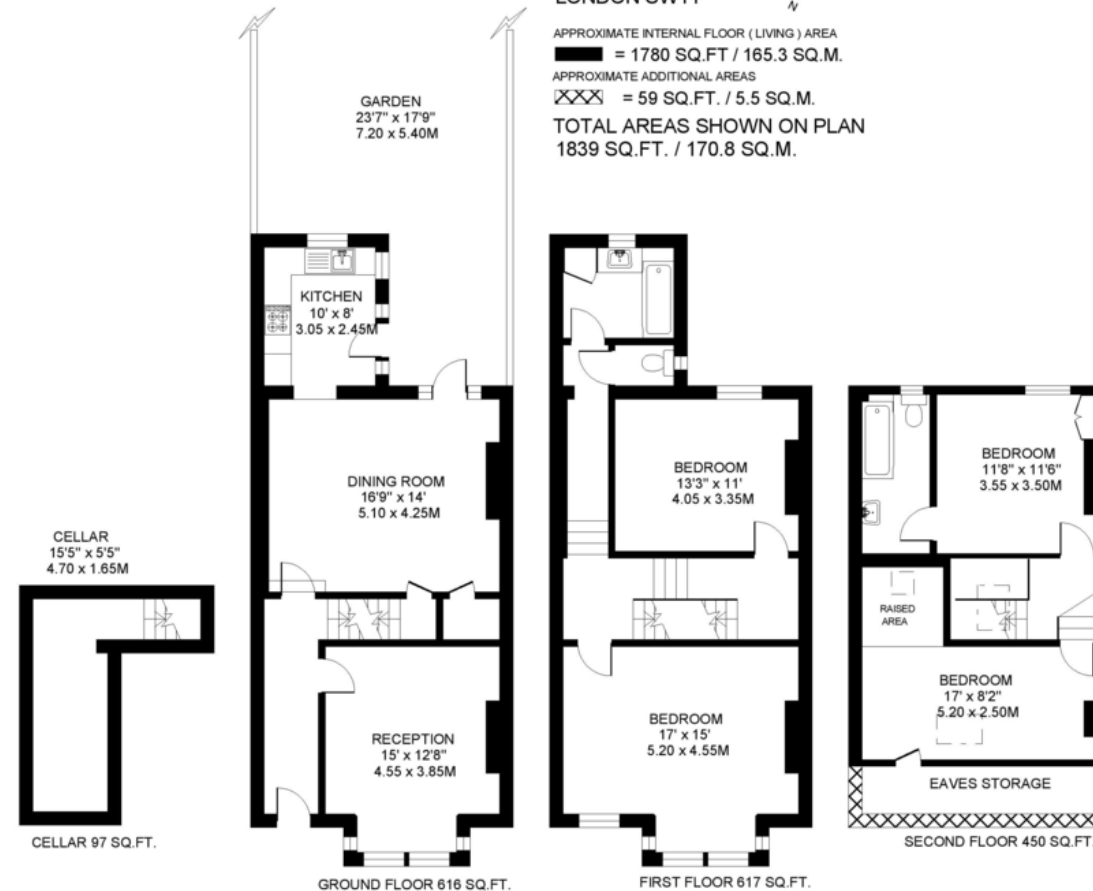 LONDON SW11
N
APPROXIMATE INTERNAL FLOOR ( LIVING ) AREA
= 1780 SQ.FT / 165.3 SQ.M.
APPROXIMATE ADDITIONAL AREAS
= 59 SQ.FT. / 5.5 SQ.M.
TOTAL AREAS SHOWN ON PLAN
1839 SQ.FT. / 170.8 SQ.M.
GARDEN
23'7" x 17'9"
7.20 x 5.40M
KITCHEN
10' x 8'
3.05 x 2.45M
DINING ROOM
16'9" x 14'
5.10 x 4.25M
CELLAR
15'5" x 5'5"
4.70 x 1.65M
CELLAR 97 SQ.FT.
RECEPTION
15' x 12'8"
4.55 x 3.85M
GROUND FLOOR 616 SQ.FT.
BEDROOM
13'3" x 11'
4.05 x 3.35M
BEDROOM
17' x 15'
5.20 x 4.55M
FIRST FLOOR 617 SQ.FT.
BEDROOM
11'8" x 11'6"
3.55 x 3.50M
RAISED
AREA
BEDROOM
17' x 8'2"
5.20 x 2.50M
EAVES STORAGE
SECOND FLOOR 450 SQ.FT.